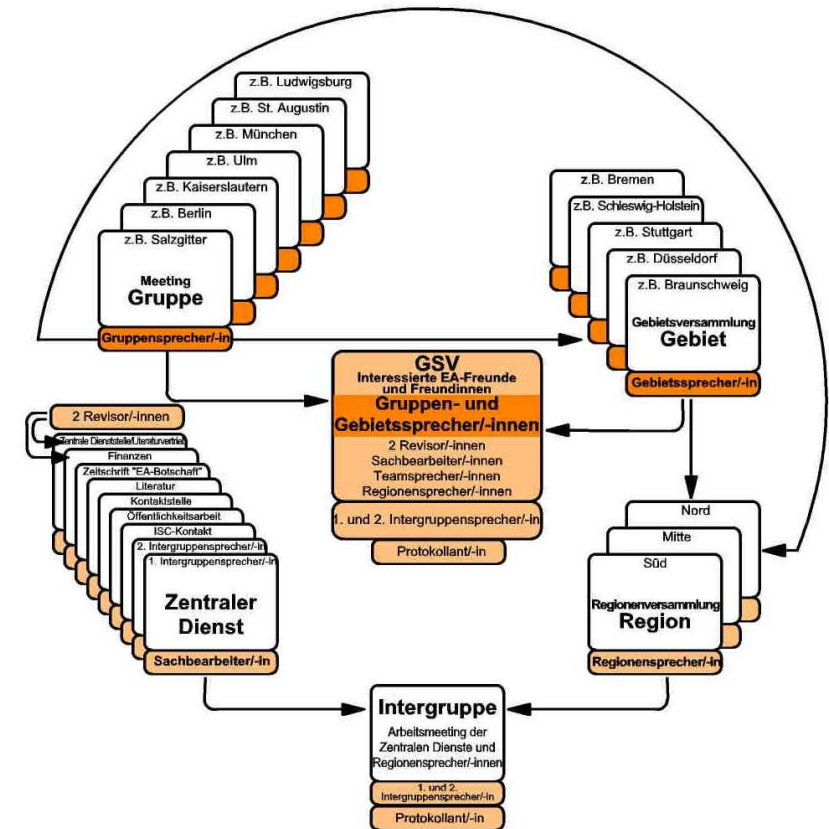 z.B. Ludwigsburg
z.B. St. Augustin
z.B. München
z.B. Ulm
z.B. Kaiserslautern
z.B. Berlin
z.B. Salzgitter
Meeting
Gruppe
Gruppensprecher/-in
z.B. Bremen
z.B. Schleswig-Holstein
z.B. Stuttgart
z.B. Düsseldorf
z.B. Braunschweig
Gebietsversammlung
Gebiet
Gebietssprecher/-in
GSV
Interessierte EA-Freunde
und Freundinnen
Gruppen- und
Gebietssprecher/-innen
2 Revisor/-innen
Sachbearbeiter/-innen
Teamsprecher/-innen
Regionensprecher/-innen
1. und 2. Intergruppensprecher/-in
Protokollant/-in
2 Revisor/-innen
Zentrale Dienststelle/Literaturvertrieb
Finanzen
Zeitschrift "EA-Botschaft"
Literatur
Kontaktstelle
Öffentlichkeitsarbeit
ISC-Kontakt
2. Intergruppensprecher/-in
1. Intergruppensprecher/-in
Zentraler
Dienst
Sachbearbeiter/-in
Nord
Mitte
Süd
Regionenversammlung
Region
Regionensprecher/-in
Intergruppe
Arbeitsmeeting der
Zentralen Dienste und
Regionensprecher/-innen
1. und 2.
Intergruppensprecher/-in
Protokollant/-in